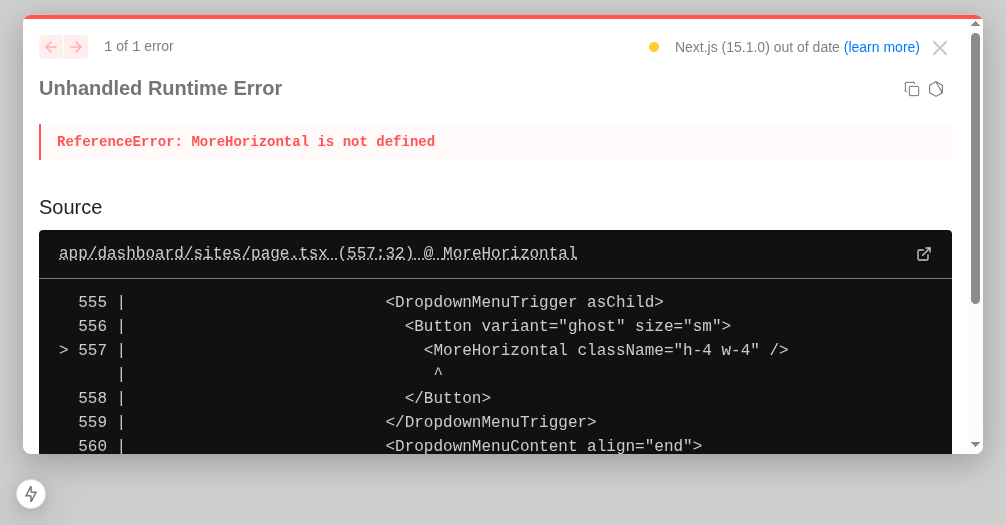 1 of 1 error
Next.js (15.1.0) out of date (learn more)
Unhandled Runtime Error
ReferenceError: MoreHorizontal is not defined
Source
app/dashboard/sites/page.tsx (557:32) @ MoreHorizontal
555 |                           <DropdownMenuTrigger asChild>
556 |                             <Button variant="ghost" size="sm">
> 557 |                               <MoreHorizontal className="h-4 w-4" />
|                                ^
558 |                             </Button>
559 |                           </DropdownMenuTrigger>
560 |                           <DropdownMenuContent align="end">